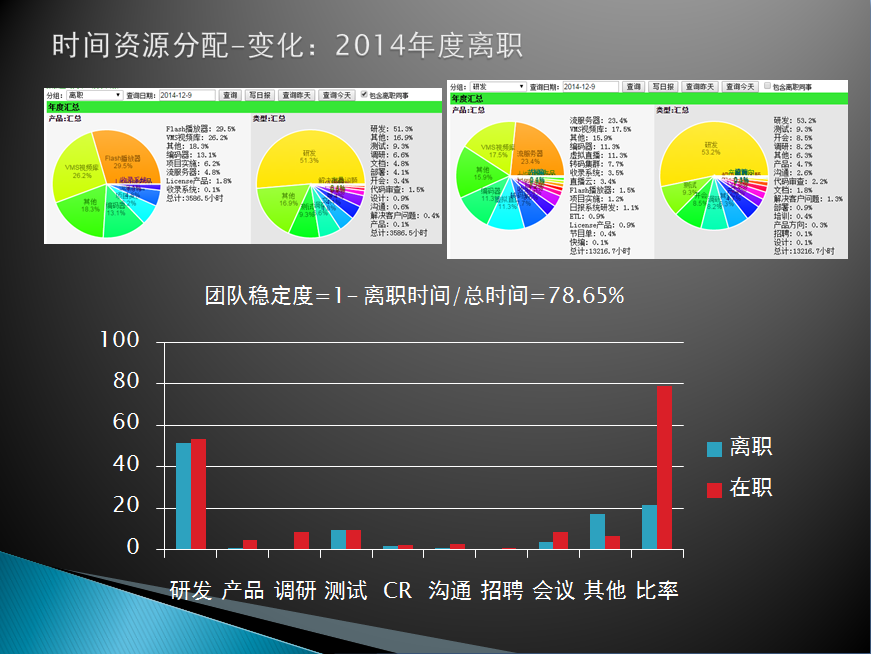 时间资源分配-变化：2014年度离职
分组： 离职 查询日期： 2014-12-9 查询 写日报 查询昨天 查询今天 包含离职同事
年度汇总
产品:汇总
类型:汇总
Flash播放器: 29.5%
VMS视频库: 26.2%
其他: 18.3%
编码器: 13.1%
项目实施: 6.2%
流服务器: 4.8%
License产品: 1.8%
收录系统: 0.1%
总计:3586.5小时
Flash播放器
29.5%
VMS视频库
26.2%
其他
18.3%
编码器
13.1%
研发: 51.3%
其他: 16.9%
测试: 9.3%
调研: 6.6%
文档: 4.8%
部署: 4.1%
开会: 3.4%
代码审查: 1.5%
设计: 0.9%
沟通: 0.6%
解决客户问题: 0.4%
产品: 0.1%
总计:3586.5小时
研发
51.3%
其他
16.9%
测试
9.3%
分组： 研发 查询日期： 2014-12-9 查询 写日报 查询昨天 查询今天 包含离职同事
年度汇总
产品:汇总
类型:汇总
流服务器: 23.4%
VMS视频库: 17.5%
其他: 15.9%
编码器: 11.3%
虚拟直播: 11.3%
转码集群: 7.7%
收录系统: 3.5%
直播云: 3.4%
Flash播放器: 1.5%
项目实施: 1.2%
日报系统研发: 1.1%
License产品: 0.9%
ETL: 0.9%
节目单: 0.4%
快编: 0.1%
总计:13216.7小时
流服务器
23.4%
VMS视频库
17.5%
其他
15.9%
编码器
11.3%
研发: 53.2%
测试: 9.3%
开会: 8.5%
调研: 8.2%
其他: 6.3%
产品: 4.7%
沟通: 2.6%
代码审查: 2.2%
文档: 1.8%
解决客户问题: 1.3%
部署: 0.9%
培训: 0.4%
产品方向: 0.3%
招聘: 0.1%
设计: 0.1%
总计:13216.7小时
研发
53.2%
测试
9.3%
开会
8.5%
团队稳定度=1-离职时间/总时间=78.65%
100
80
60
40
20
0
研发 产品 调研 测试 CR 沟通 招聘 会议 其他 比率
离职
在职